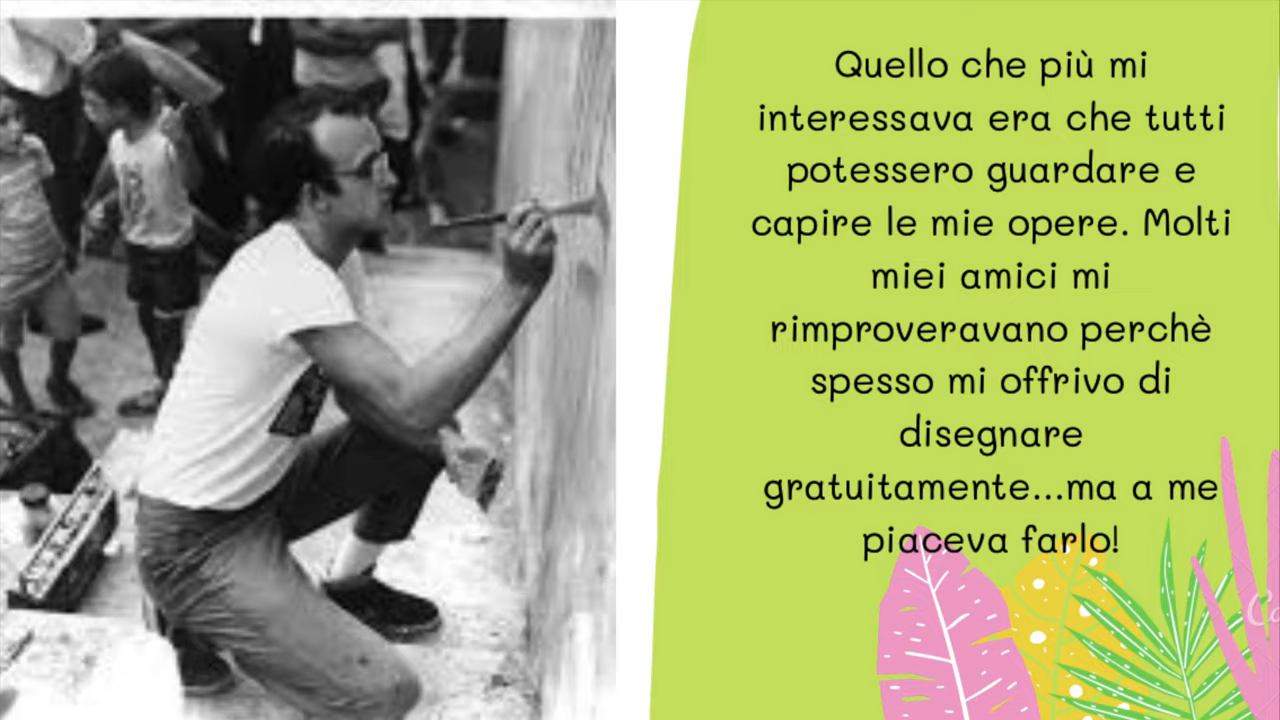 Quello che più mi
interessava era che tutti
potessero guardare e
capire le mie opere. Molti
miei amici mi
rimproveravano perchè
spesso mi offrivo di
disegnare
gratuitamente...ma a me
piaceva farlo!